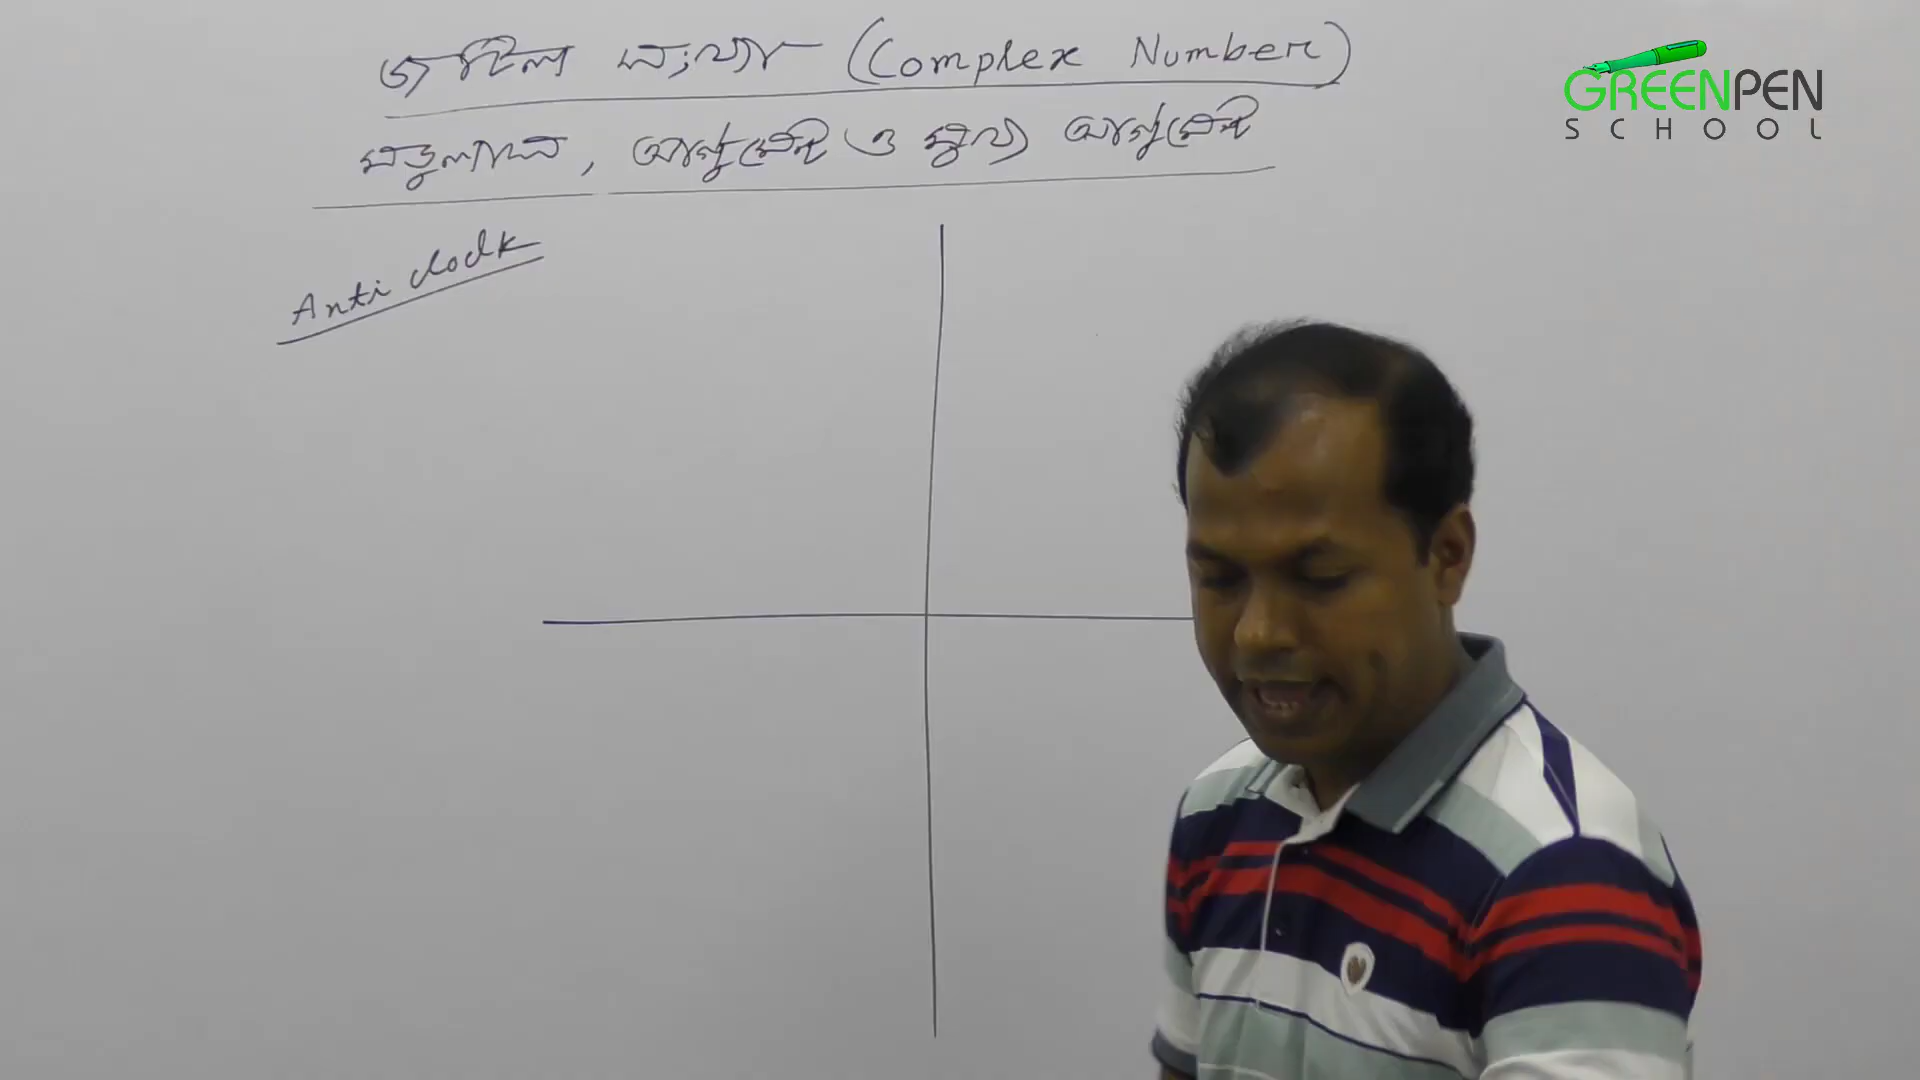 জটিল সংখ্যা (Complex Number)
মডুলাস, আর্গুমেন্ট ও মুখ্য আর্গুমেন্ট
Anti clock
GREENPEN
SCHOOL